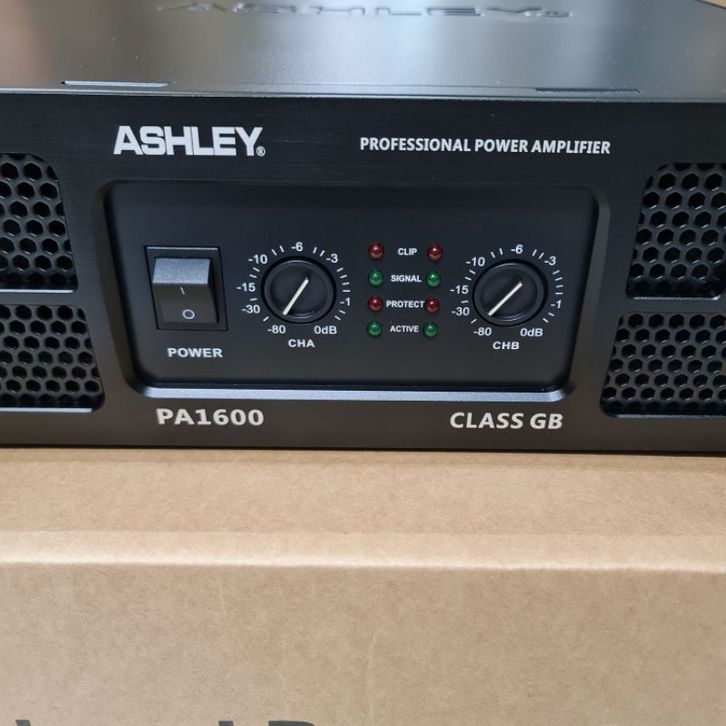 ASHLEY®
ASHLEY®
PROFESSIONAL POWER AMPLIFIER
-6
-6
-10
-3
CLIP
-10
-3
SIGNAL
-15
-15
-30
-1
PROTECT
-30
-1
-80
0dB
ACTIVE
-80
0dB
I
O
POWER
CHA
CHB
PA1600
CLASS GB